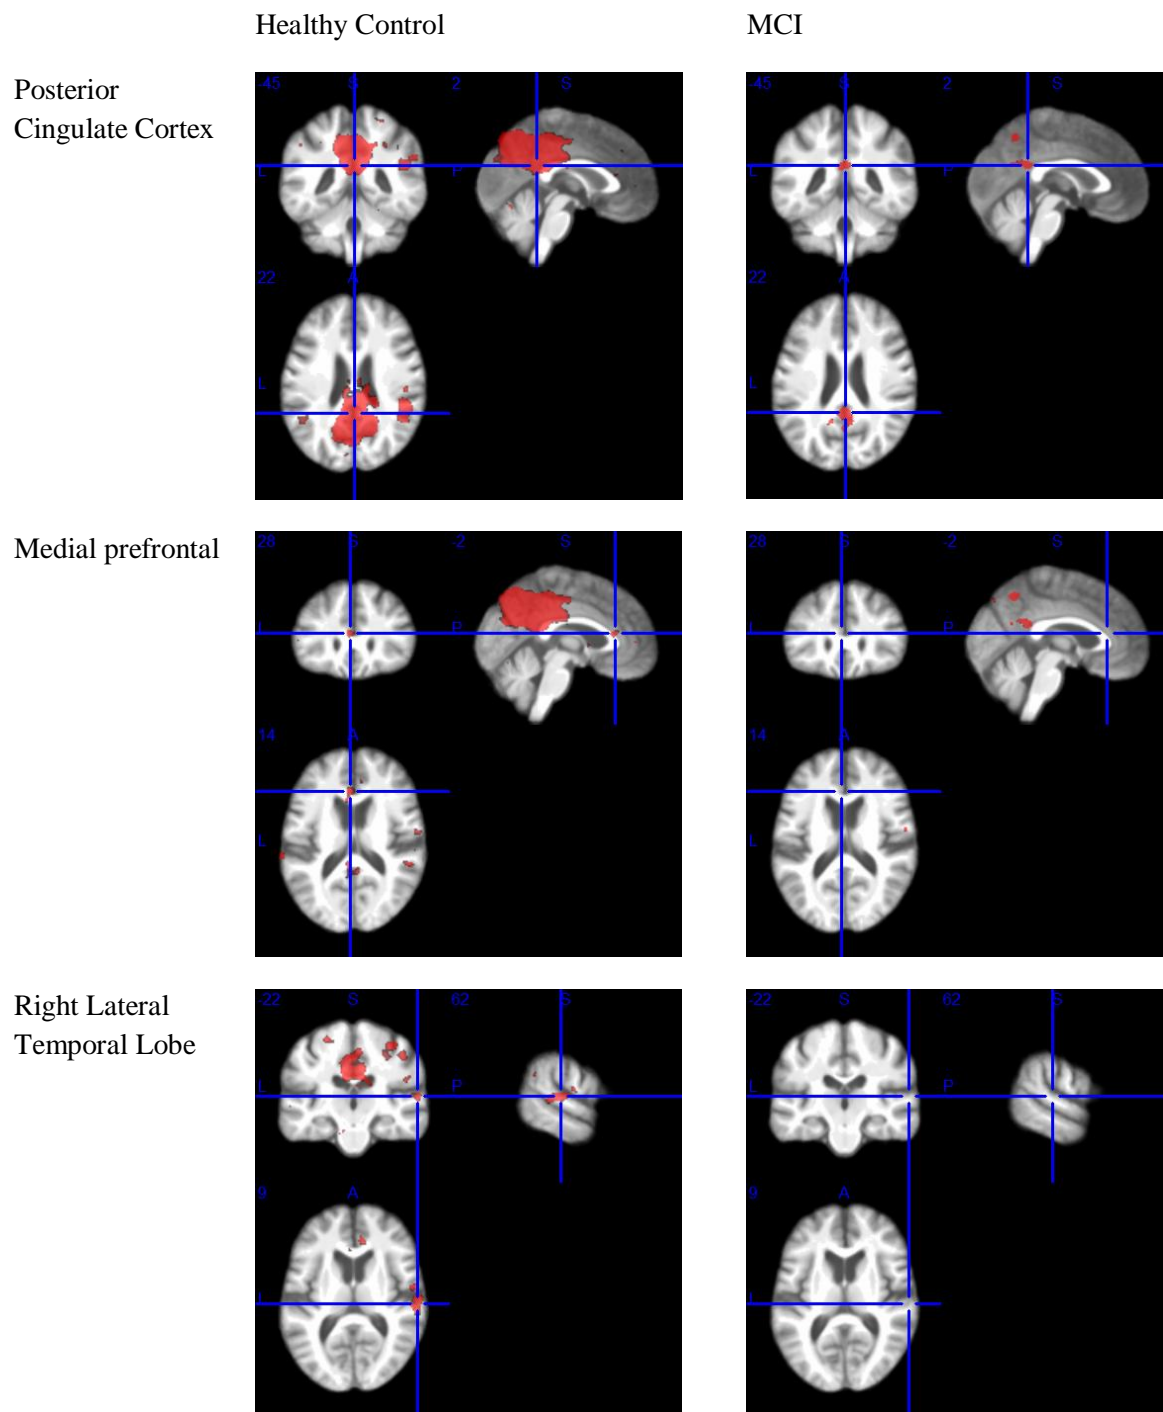 Healthy Control MCI
Posterior
Cingulate Cortex
-45 S 2 S
L P
22 A
L
-45 S 2 S
L P
22 A
L
Medial prefrontal
28 S -2 S
L P
14 A
L
28 S -2 S
L P
14 A
L
Right Lateral
Temporal Lobe
-22 S 62 S
L P
9 A
L
-22 S 62 S
L P
9 A
L